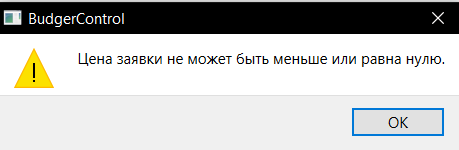 BudgerControl
Цена заявки не может быть меньше или равна нулю.
OK